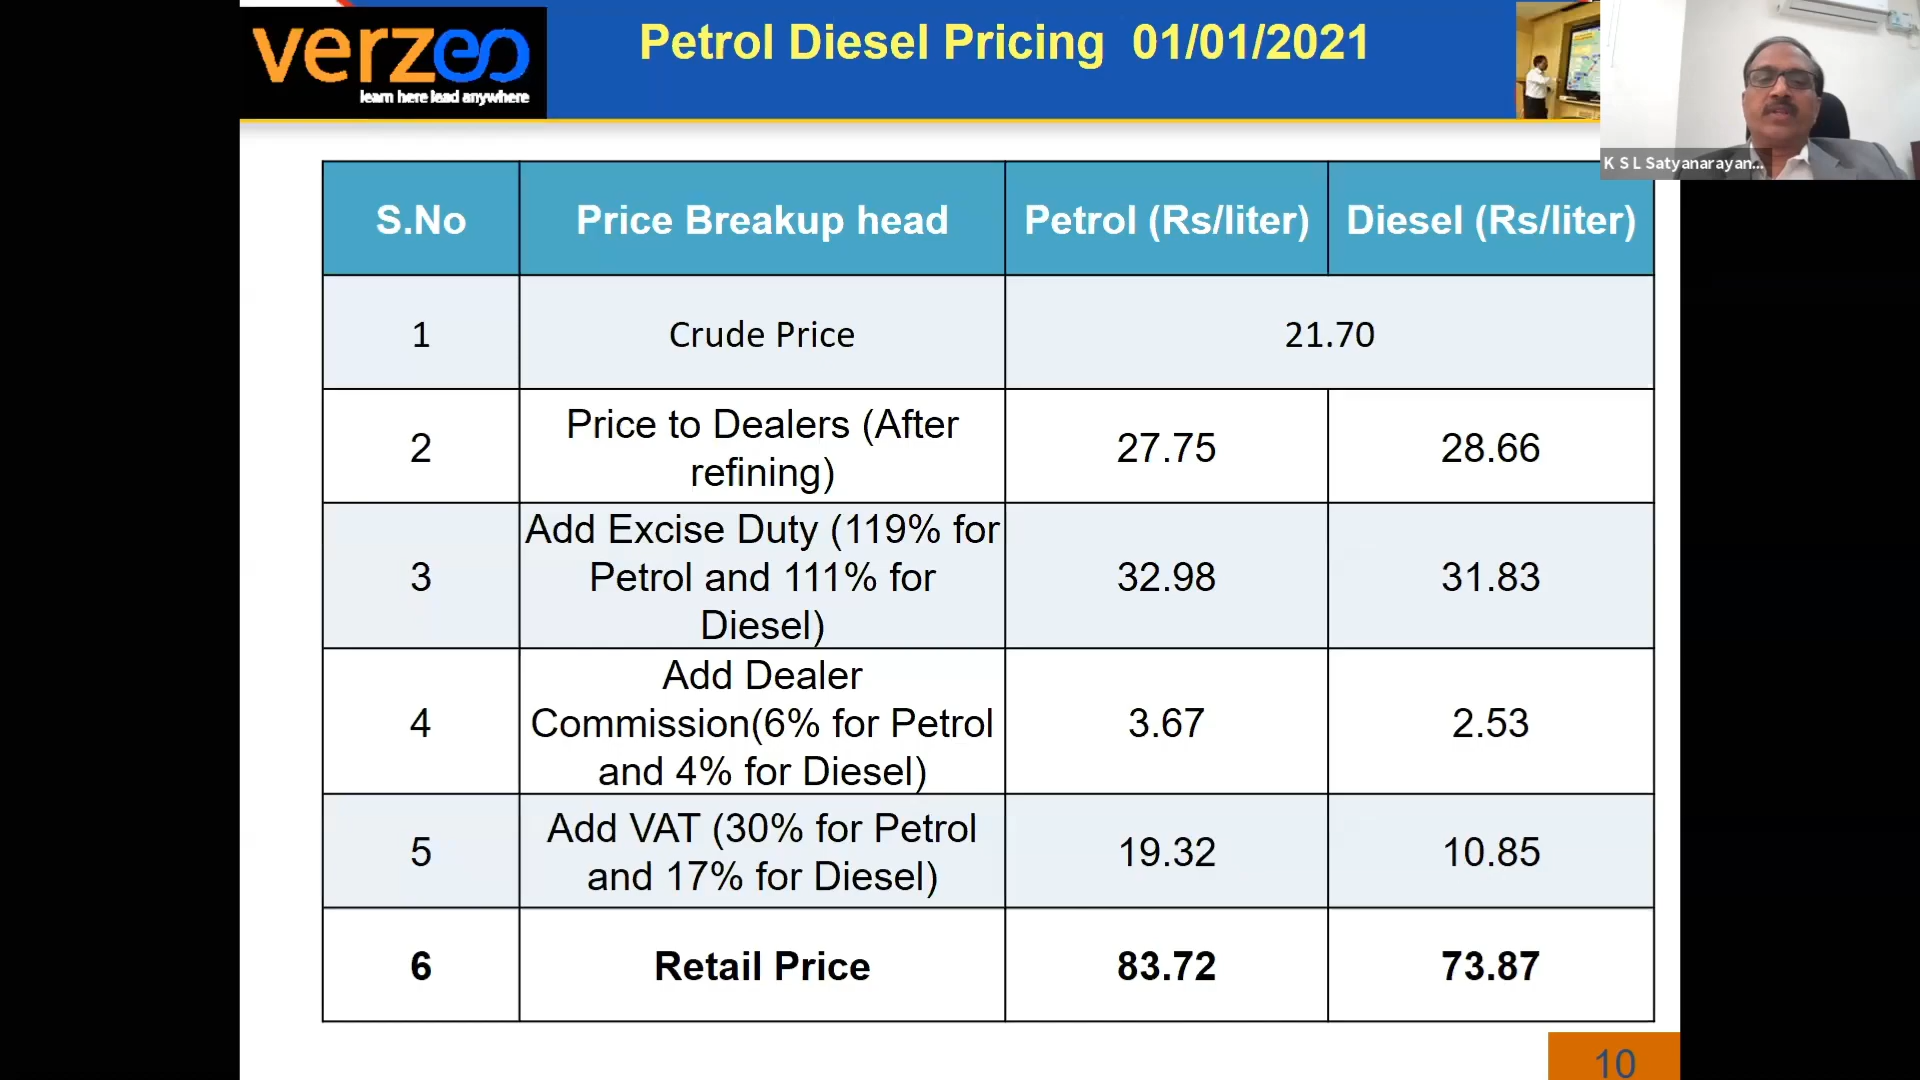 verzeo
learn here lead anywhere
Petrol Diesel Pricing 01/01/2021
K S L Satyanarayan...
S.No
Price Breakup head
Petrol (Rs/liter)
Diesel (Rs/liter)
1
Crude Price
21.70
2
Price to Dealers (After
refining)
27.75
28.66
3
Add Excise Duty (119% for
Petrol and 111% for
Diesel)
32.98
31.83
4
Add Dealer
Commission(6% for Petrol
and 4% for Diesel)
3.67
2.53
5
Add VAT (30% for Petrol
and 17% for Diesel)
19.32
10.85
6
Retail Price
83.72
73.87
10